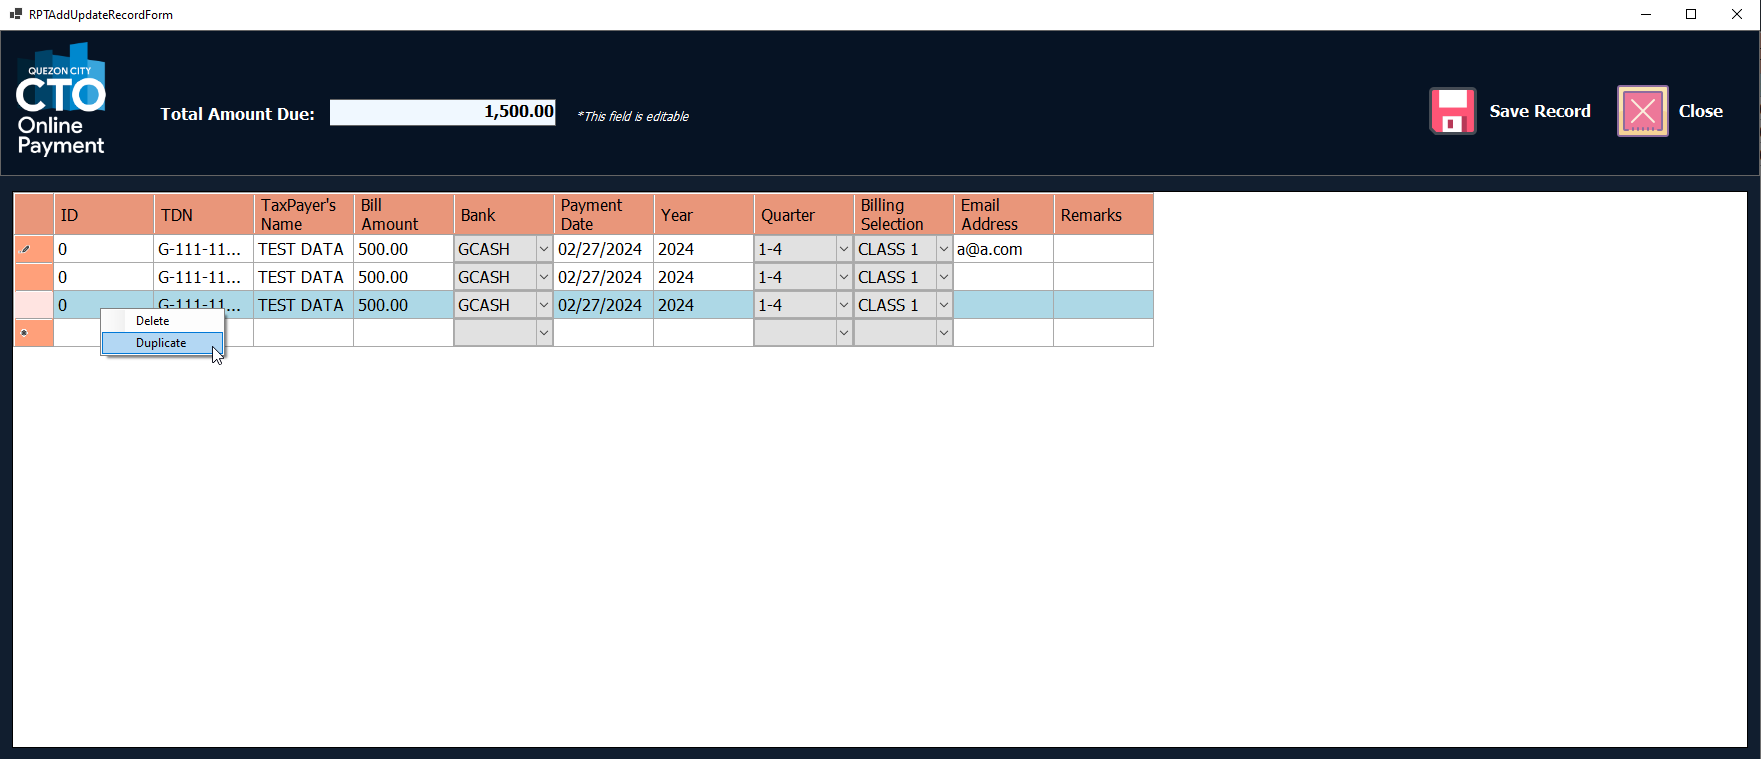 RPTAddUpdateRecordForm
QUEZON CITY
CTO
Online
Payment
Total Amount Due:
1,500.00
*This field is editable
Save Record
Close
ID TDN TaxPayer's Name Bill Amount Bank Payment Date Year Quarter Billing Selection Email Address Remarks
0 G-111-11... TEST DATA 500.00 GCASH 02/27/2024 2024 1-4 CLASS 1 a@a.com
0 G-111-11... TEST DATA 500.00 GCASH 02/27/2024 2024 1-4 CLASS 1
0 G-111-11... TEST DATA 500.00 GCASH 02/27/2024 2024 1-4 CLASS 1
Delete
Duplicate